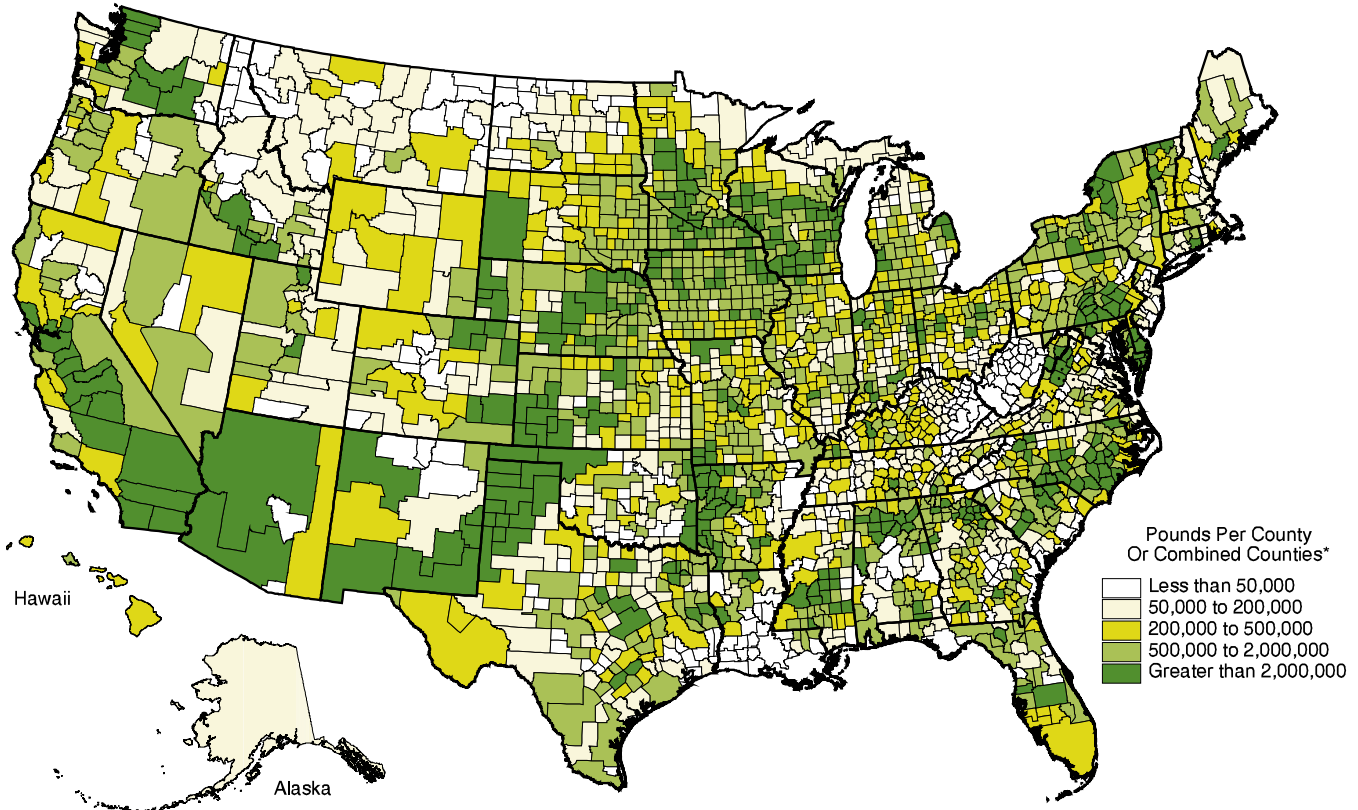 Pounds Per County
Or Combined Counties*
Less than 50,000
50,000 to 200,000
200,000 to 500,000
500,000 to 2,000,000
Greater than 2,000,000
Hawaii
Alaska